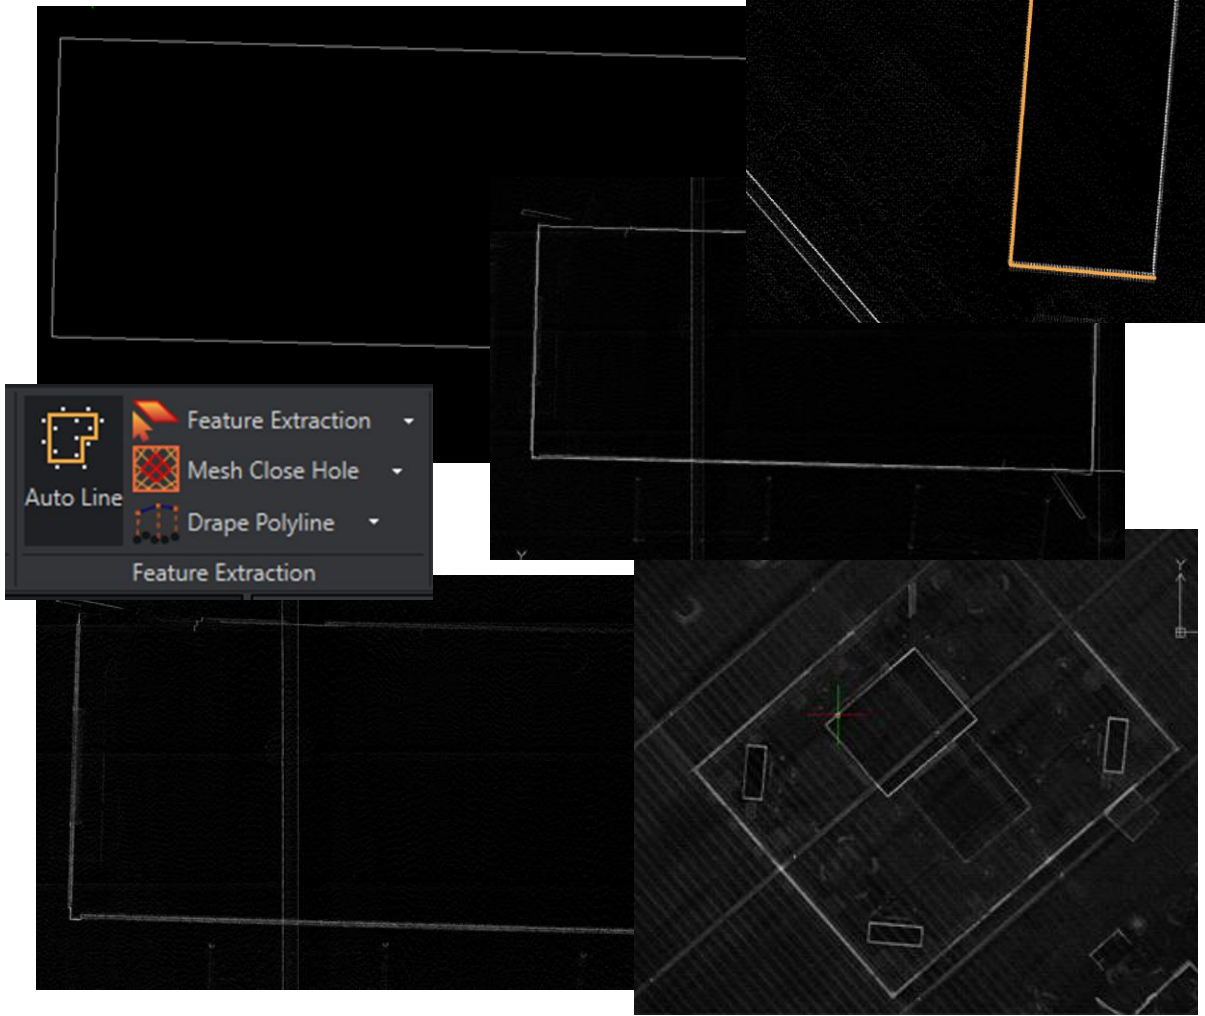 Feature Extraction
Mesh Close Hole
Auto Line
Drape Polyline
Feature Extraction
Y
Y